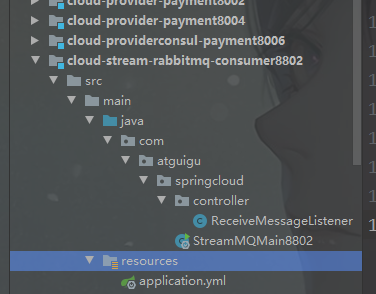 cloud-provider-payment8002
cloud-provider-payment8004
cloud-providerconsul-payment8006
cloud-stream-rabbitmq-consumer8802
src
main
java
com
atguigu
springcloud
controller
ReceiveMessageListener
StreamMQMain8802
resources
application.yml